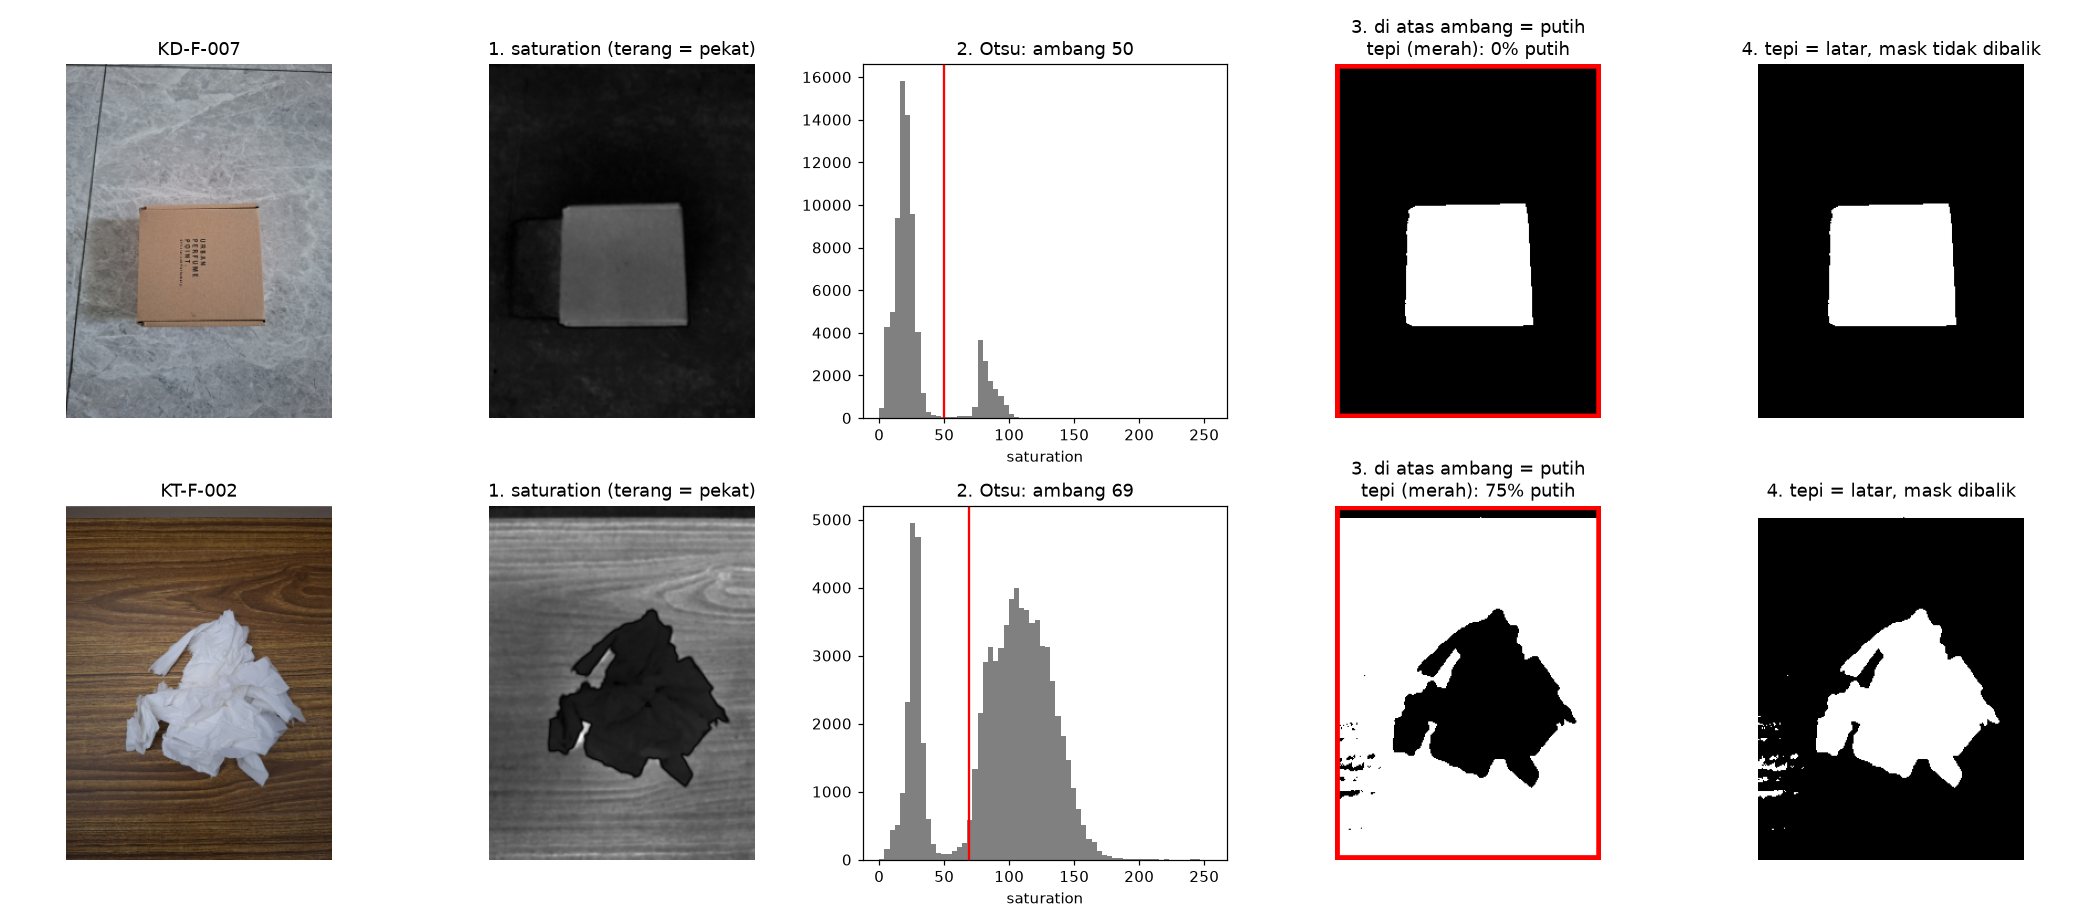 KD-F-007
1. saturation (terang = pekat)
2. Otsu: ambang 50
3. di atas ambang = putih
tepi (merah): 0% putih
4. tepi = latar, mask tidak dibalik
URBAN
PERFUME
POINT
16000
14000
12000
10000
8000
6000
4000
2000
0
0 50 100 150 200 250
saturation
KT-F-002
1. saturation (terang = pekat)
2. Otsu: ambang 69
3. di atas ambang = putih
tepi (merah): 75% putih
4. tepi = latar, mask dibalik
5000
4000
3000
2000
1000
0
0 50 100 150 200 250
saturation